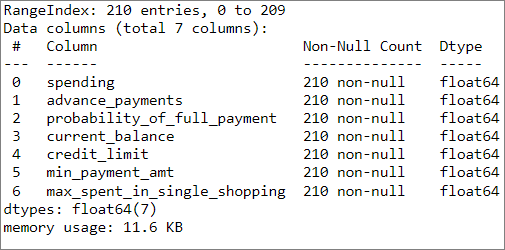 RangeIndex: 210 entries, 0 to 209
Data columns (total 7 columns):
 #   Column                        Non-Null Count  Dtype
---  ------                        --------------  -----
 0   spending                      210 non-null    float64
 1   advance_payments              210 non-null    float64
 2   probability_of_full_payment   210 non-null    float64
 3   current_balance               210 non-null    float64
 4   credit_limit                  210 non-null    float64
 5   min_payment_amt               210 non-null    float64
 6   max_spent_in_single_shopping  210 non-null    float64
dtypes: float64(7)
memory usage: 11.6 KB